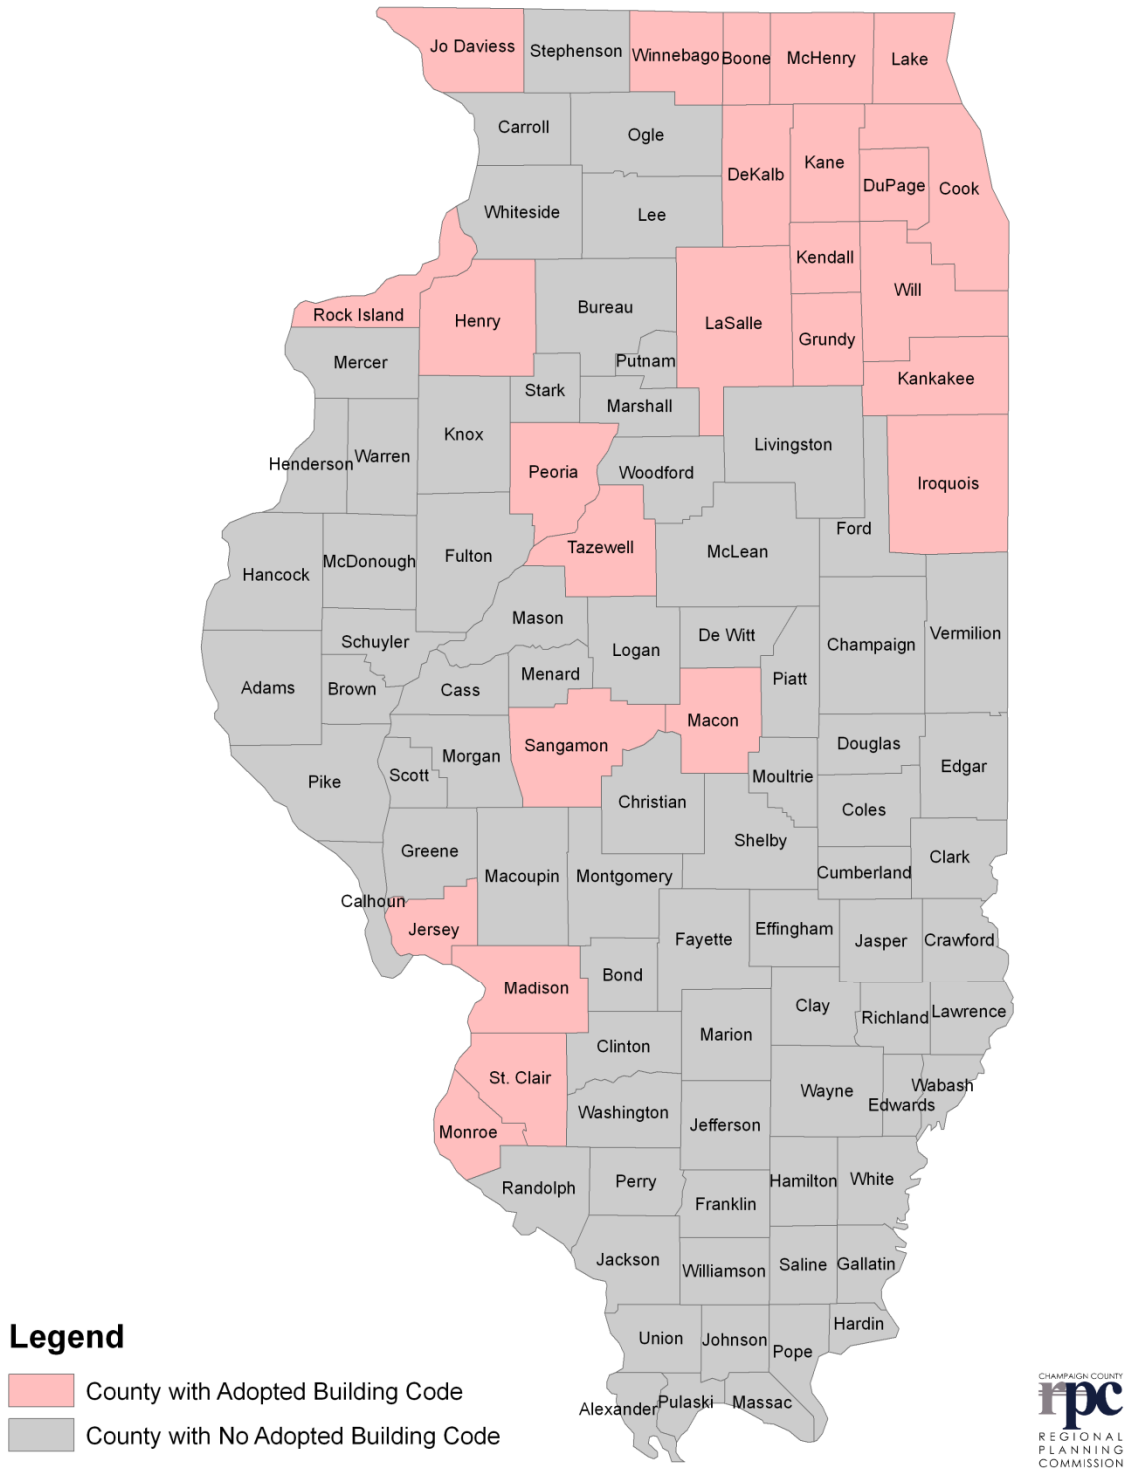 Jo Daviess
Stephenson
Winnebago
Boone
McHenry
Lake
Carroll
Ogle
DeKalb
Kane
DuPage
Cook
Whiteside
Lee
Kendall
Will
Rock Island
Henry
Bureau
LaSalle
Grundy
Mercer
Putnam
Kankakee
Stark
Marshall
Knox
Livingston
Henderson
Warren
Peoria
Woodford
Iroquois
Ford
Hancock
McDonough
Fulton
Tazewell
McLean
Mason
Schuyler
Logan
De Witt
Champaign
Vermilion
Adams
Brown
Cass
Menard
Piatt
Macon
Sangamon
Morgan
Scott
Pike
Christian
Moultrie
Douglas
Edgar
Coles
Shelby
Greene
Macoupin
Montgomery
Cumberland
Clark
Calhoun
Jersey
Fayette
Effingham
Jasper
Crawford
Madison
Bond
Clay
Richland
Lawrence
Clinton
Marion
St. Clair
Wayne
Edwards
Wabash
Monroe
Washington
Jefferson
Randolph
Perry
Hamilton
White
Franklin
Jackson
Williamson
Saline
Gallatin
Union
Johnson
Pope
Hardin
Alexander
Pulaski
Massac
Legend
County with Adopted Building Code
County with No Adopted Building Code
CHAMPAIGN COUNTY
rpc
REGIONAL
PLANNING
COMMISSION